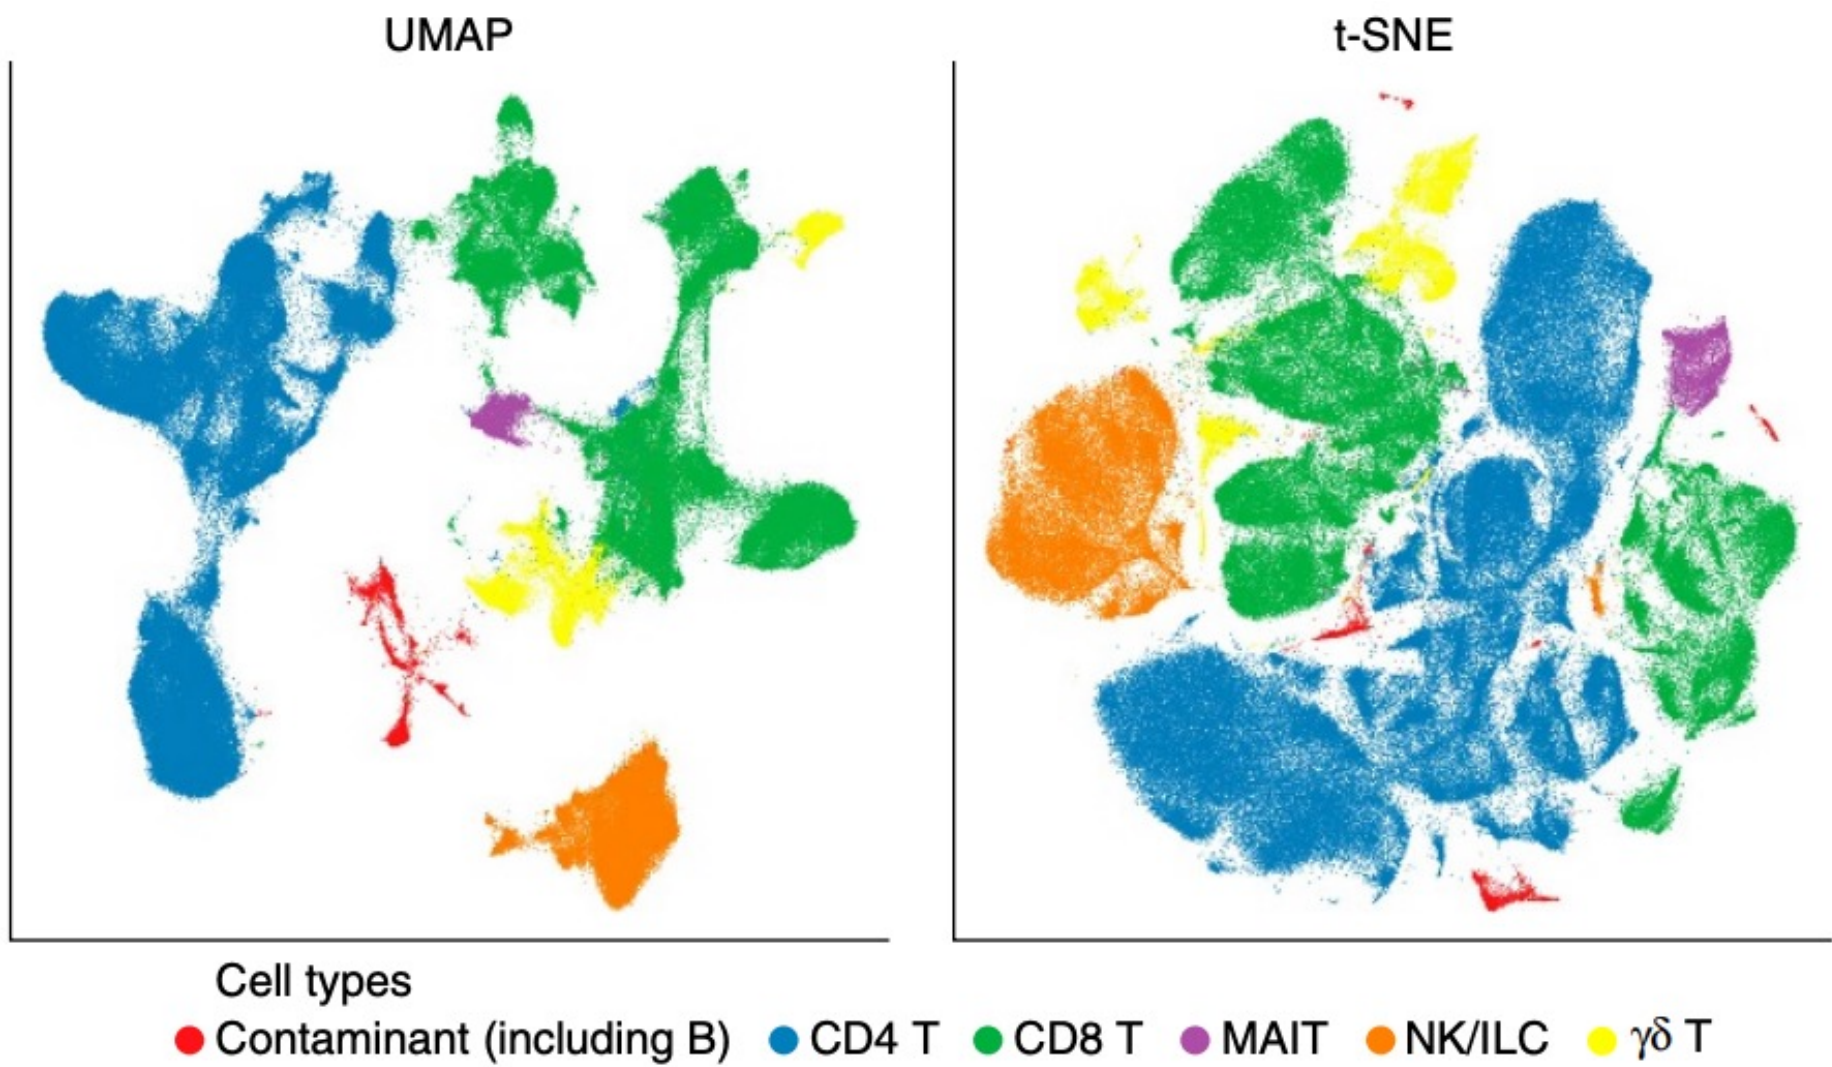 UMAP
t-SNE
Cell types
Contaminant (including B)
CD4 T
CD8 T
MAIT
NK/ILC
γδ T